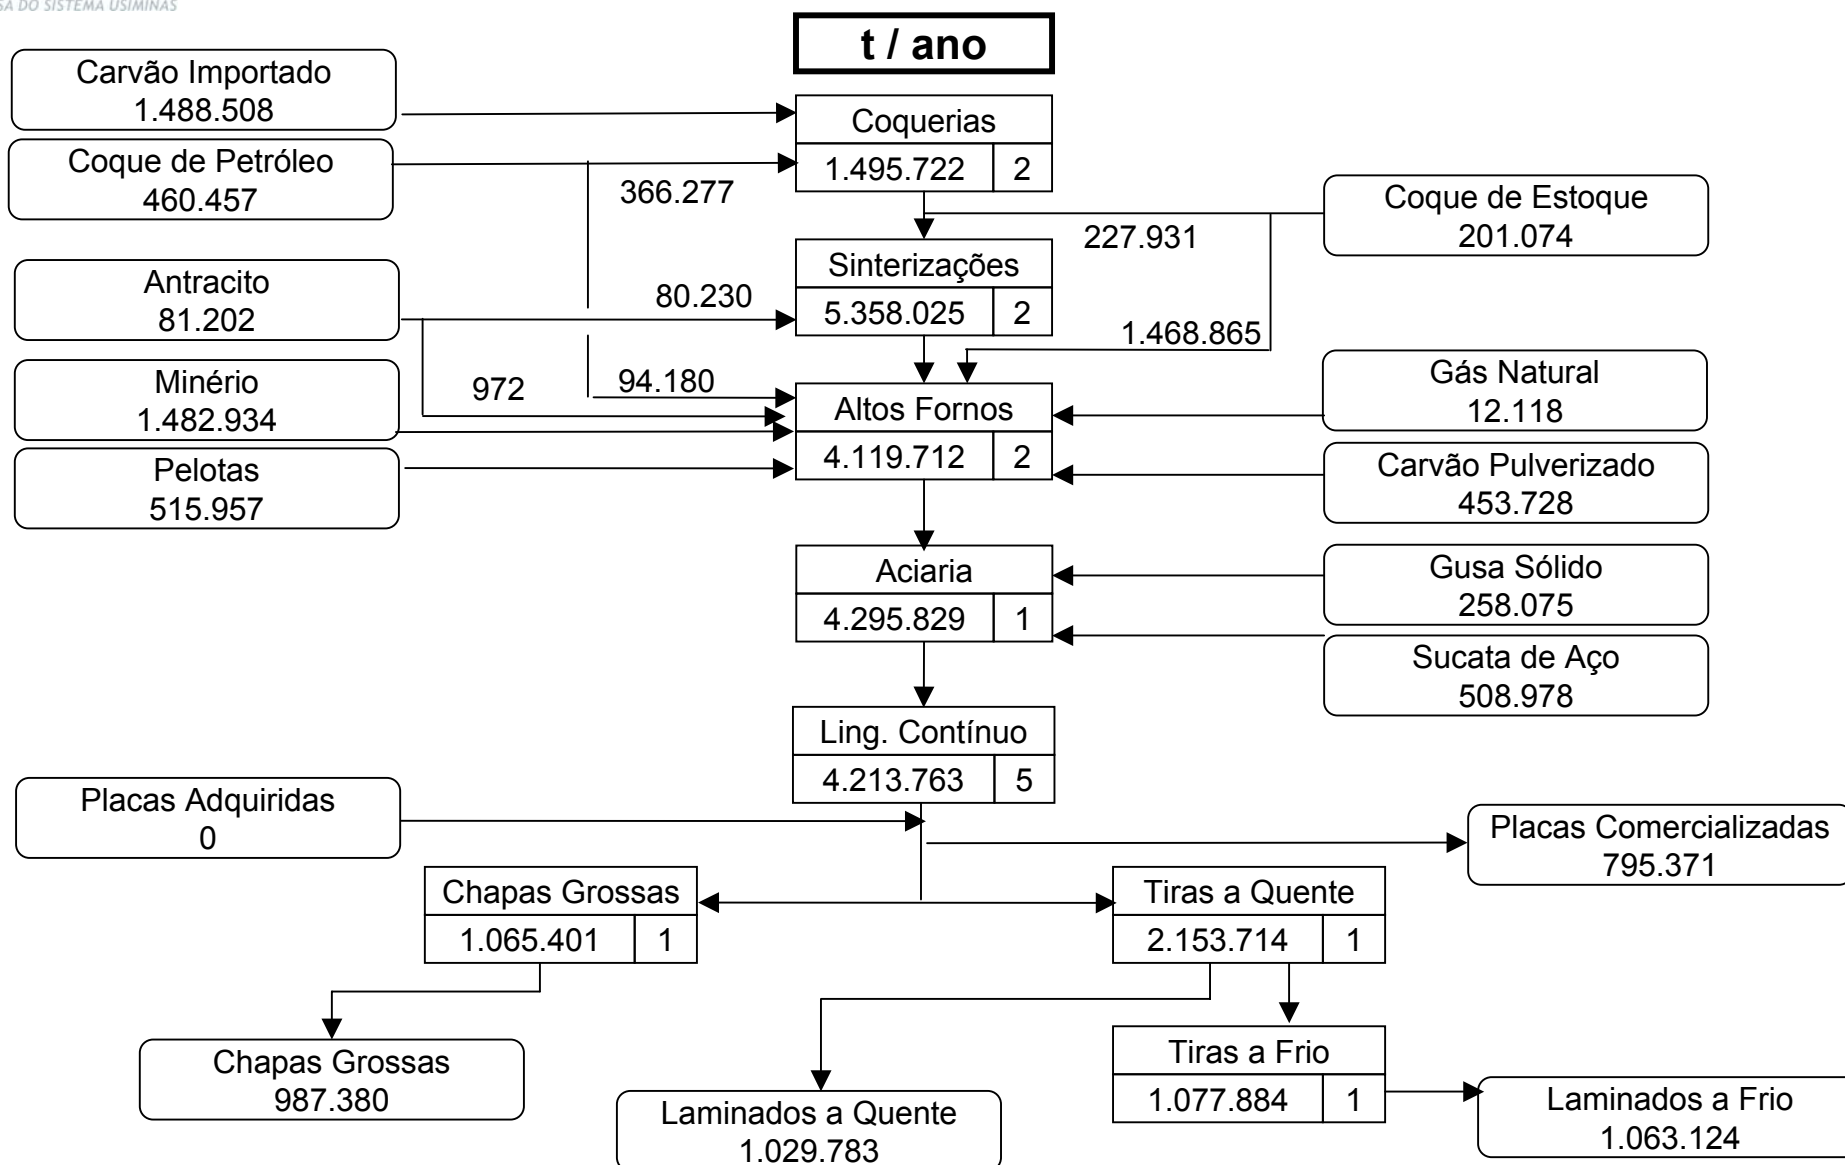 SA DO SISTEMA USIMINAS
t / ano
Carvão Importado
1.488.508
Coquerias
1.495.722 2
Coque de Petróleo
460.457
366.277
Coque de Estoque
201.074
227.931
Sinterizações
5.358.025 2
Antracito
81.202
80.230
1.468.865
Minério
1.482.934
972
94.180
Altos Fornos
4.119.712 2
Gás Natural
12.118
Pelotas
515.957
Carvão Pulverizado
453.728
Aciaria
4.295.829 1
Gusa Sólido
258.075
Sucata de Aço
508.978
Ling. Contínuo
4.213.763 5
Placas Adquiridas
0
Placas Comercializadas
795.371
Chapas Grossas
1.065.401 1
Tiras a Quente
2.153.714 1
Chapas Grossas
987.380
Tiras a Frio
1.077.884 1
Laminados a Quente
1.029.783
Laminados a Frio
1.063.124